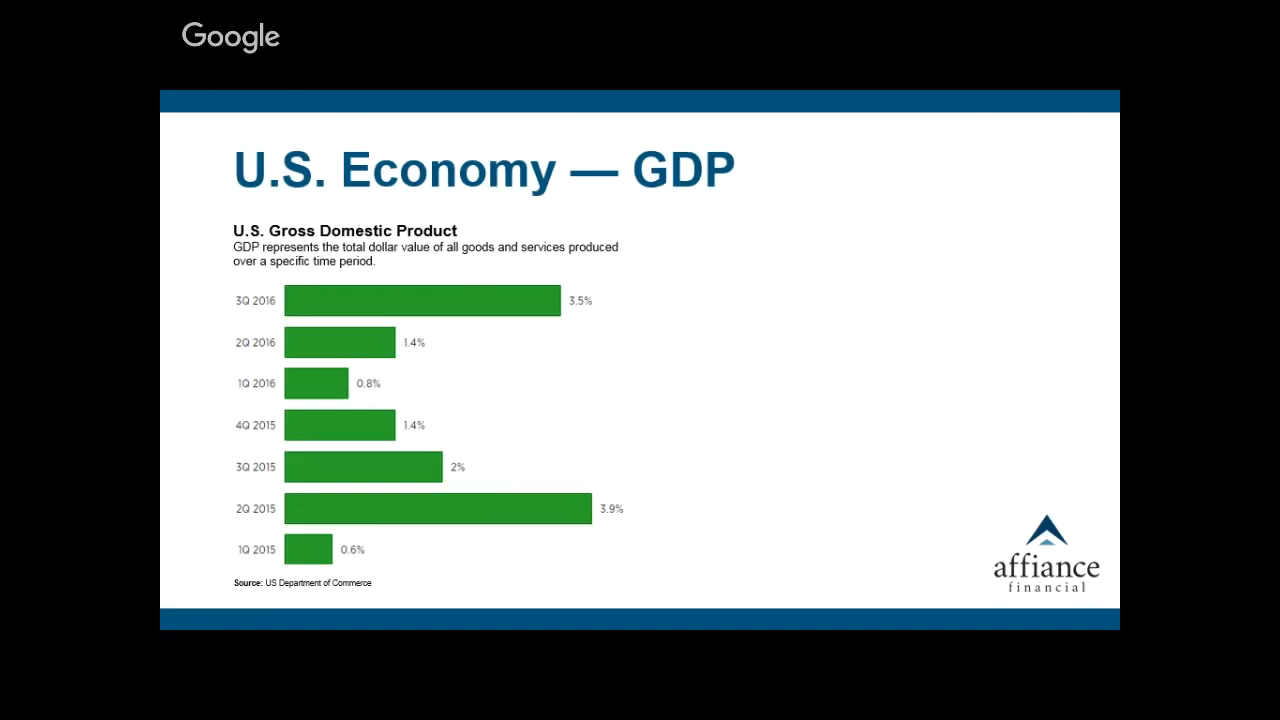 Google
U.S. Economy — GDP
U.S. Gross Domestic Product
GDP represents the total dollar value of all goods and services produced
over a specific time period.
3Q 2016 3.5%
2Q 2016 1.4%
1Q 2016 0.8%
4Q 2015 1.4%
3Q 2015 2%
2Q 2015 3.9%
1Q 2015 0.6%
Source: US Department of Commerce
affiance
financial